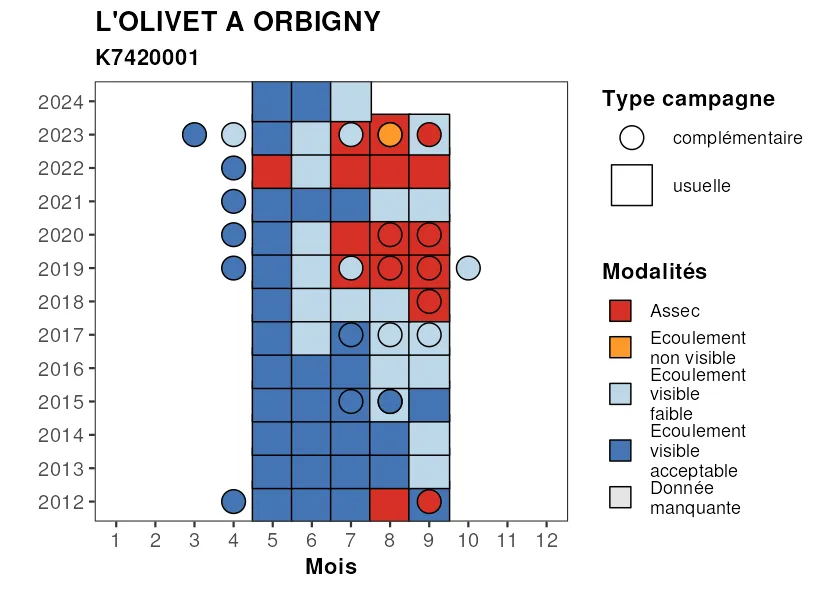 L'OLIVET A ORBIGNY
K7420001
2024
2023
2022
2021
2020
2019
2018
2017
2016
2015
2014
2013
2012
1 2 3 4 5 6 7 8 9 10 11 12
Mois
Type campagne
complémentaire
usuelle
Modalités
Assec
Ecoulement
non visible
Ecoulement
visible
faible
Ecoulement
visible
acceptable
Donnée
manquante